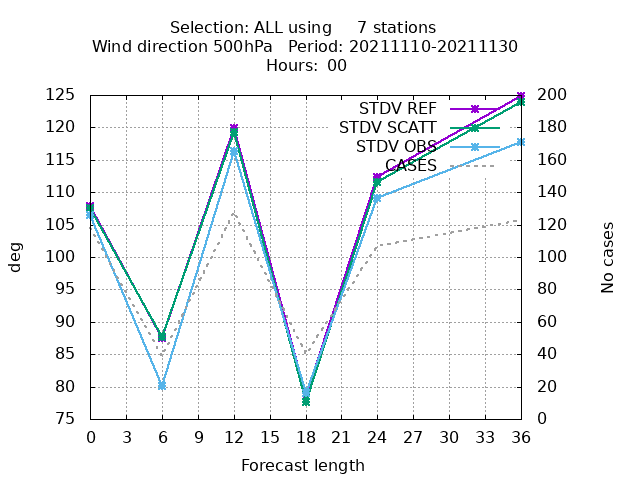 Selection: ALL using 7 stations
Wind direction 500hPa Period: 20211110-20211130
Hours: 00
125 200
STDV REF
120 180
STDV SCATT
STDV OBS
115 160
CASES
110 140
105 120
100 100
95 80
90 60
85 40
80 20
75 0
deg
No cases
0 3 6 9 12 15 18 21 24 27 30 33 36
Forecast length